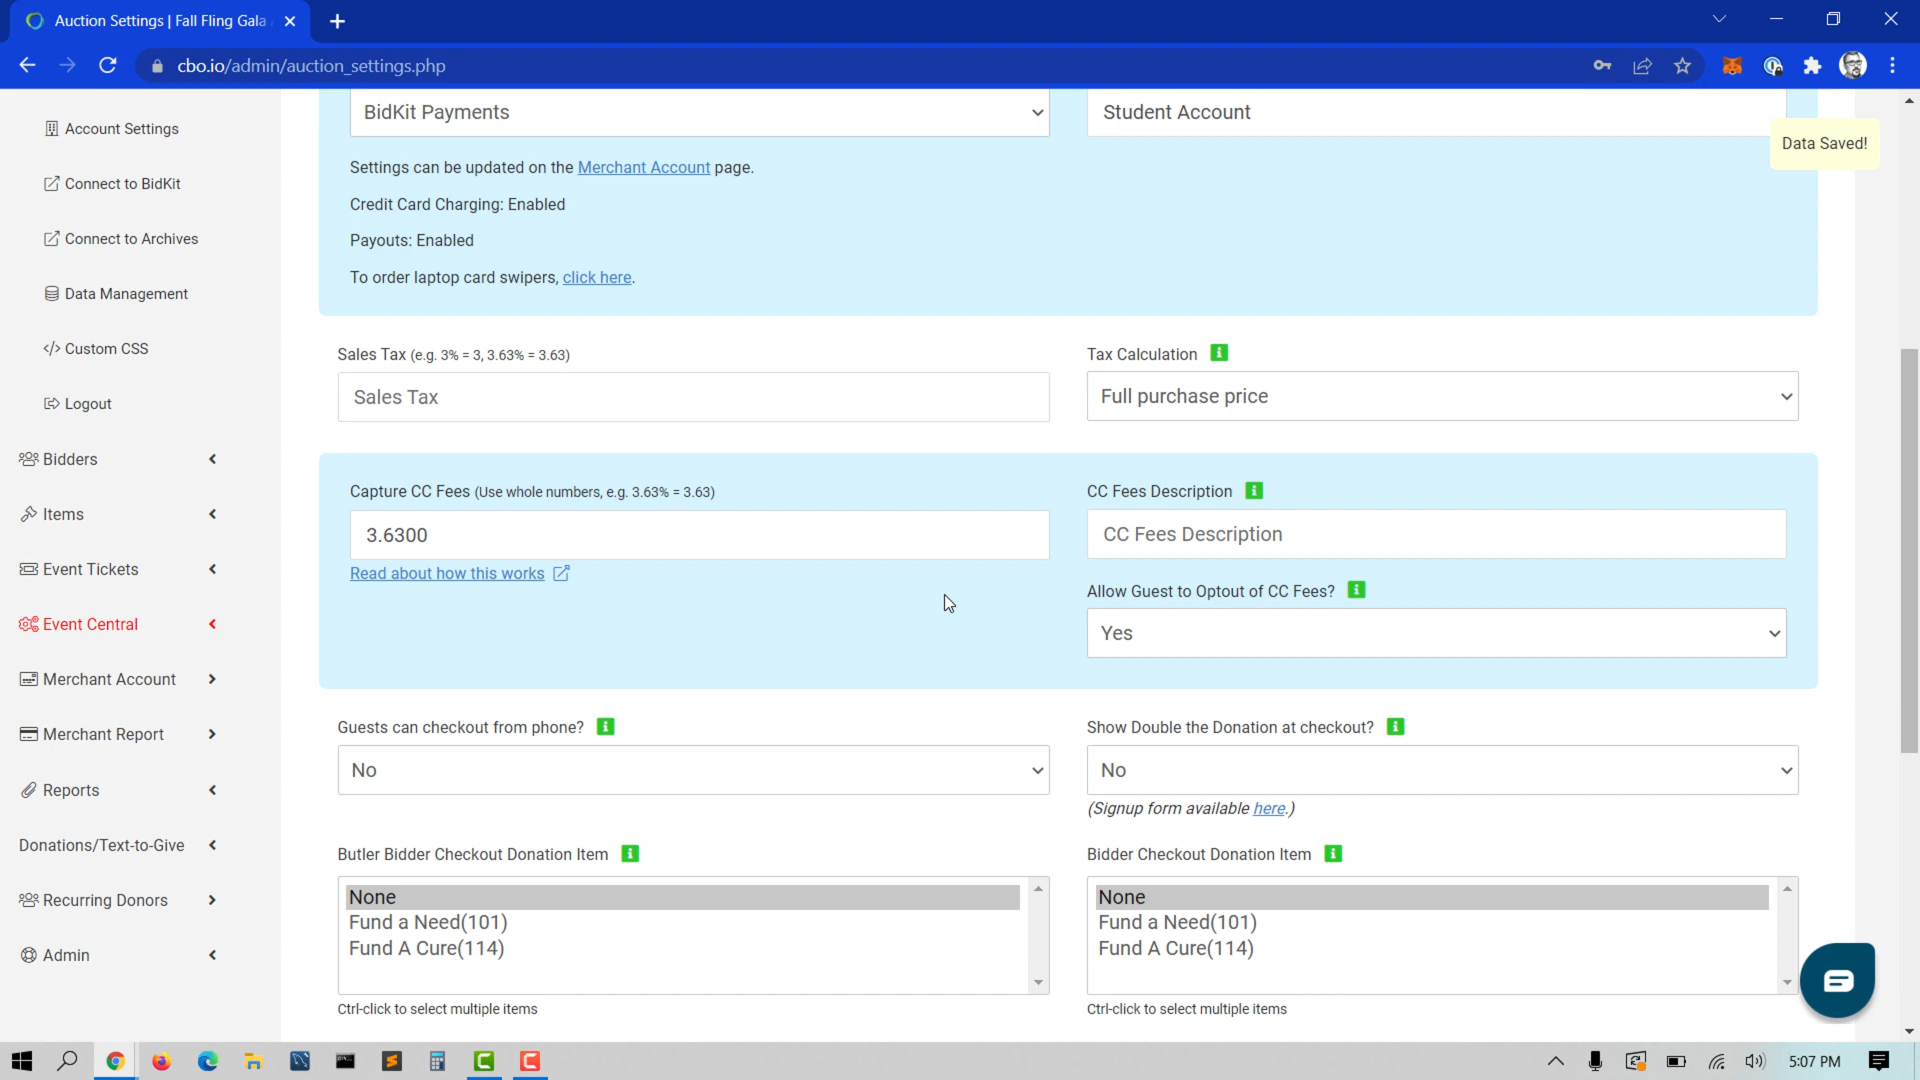 Auction Settings | Fall Fling Gala
cbo.io/admin/auction_settings.php
Account Settings
Connect to BidKit
Connect to Archives
Data Management
</> Custom CSS
Logout
Bidders
Items
Event Tickets
Event Central
Merchant Account
Merchant Report
Reports
Donations/Text-to-Give
Recurring Donors
Admin
BidKit Payments
Student Account
Data Saved!
Settings can be updated on the Merchant Account page.
Credit Card Charging: Enabled
Payouts: Enabled
To order laptop card swipers, click here.
Sales Tax (e.g. 3% = 3, 3.63% = 3.63)
Sales Tax
Tax Calculation
Full purchase price
Capture CC Fees (Use whole numbers, e.g. 3.63% = 3.63)
3.6300
Read about how this works
CC Fees Description
CC Fees Description
Allow Guest to Optout of CC Fees?
Yes
Guests can checkout from phone?
No
Show Double the Donation at checkout?
No
(Signup form available here.)
Butler Bidder Checkout Donation Item
None
Fund a Need(101)
Fund A Cure(114)
Ctrl-click to select multiple items
Bidder Checkout Donation Item
None
Fund a Need(101)
Fund A Cure(114)
Ctrl-click to select multiple items
5:07 PM